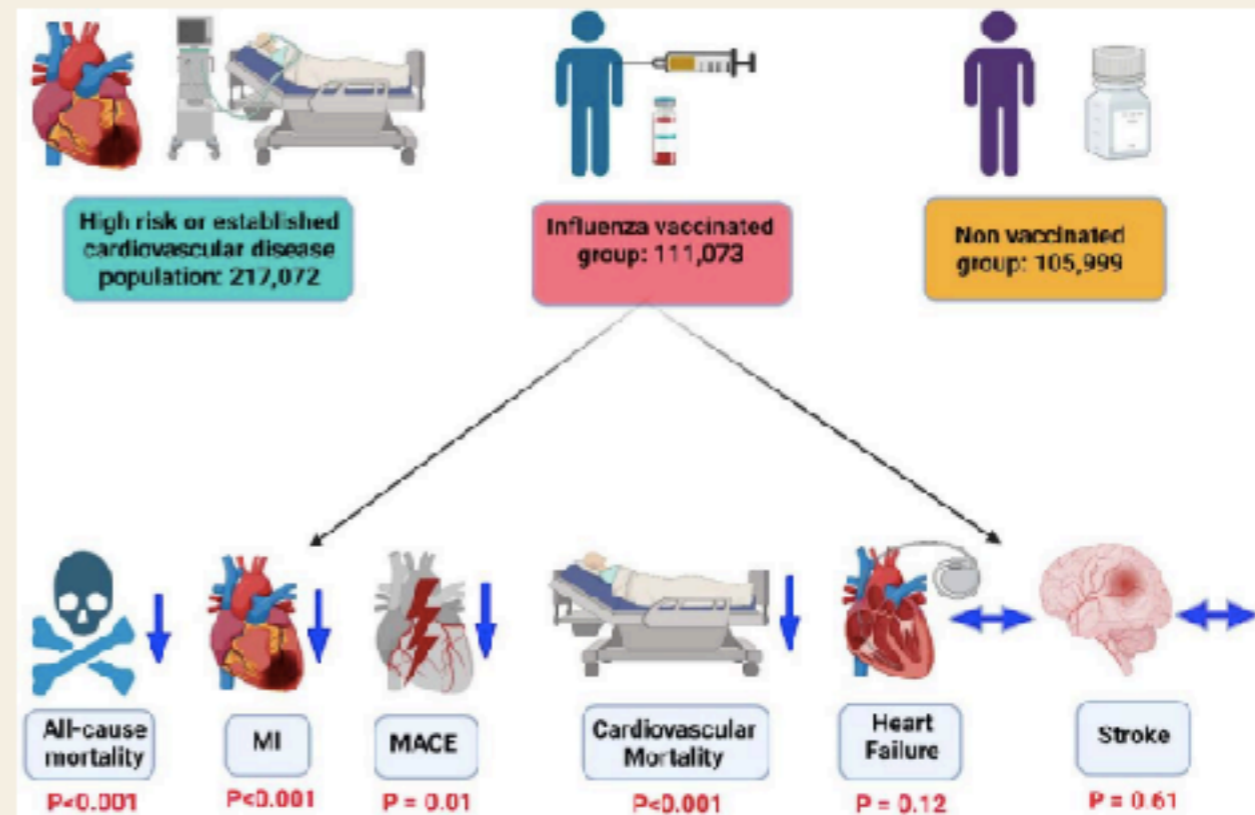 High risk or established
cardiovascular disease
population: 217,072
Influenza vaccinated
group: 111,073
Non vaccinated
group: 105,999
All-cause
mortality
MI
MACE
Cardiovascular
Mortality
Heart
Failure
Stroke
P<0.001
P<0.001
P = 0.01
P<0.001
P = 0.12
P = 0.61